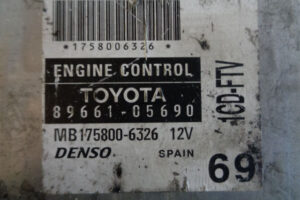 *1758006326*
ENGINE CONTROL
TOYOTA
89661-05690
MB175800-6326 12V
DENSO SPAIN
69
1CD-FTV